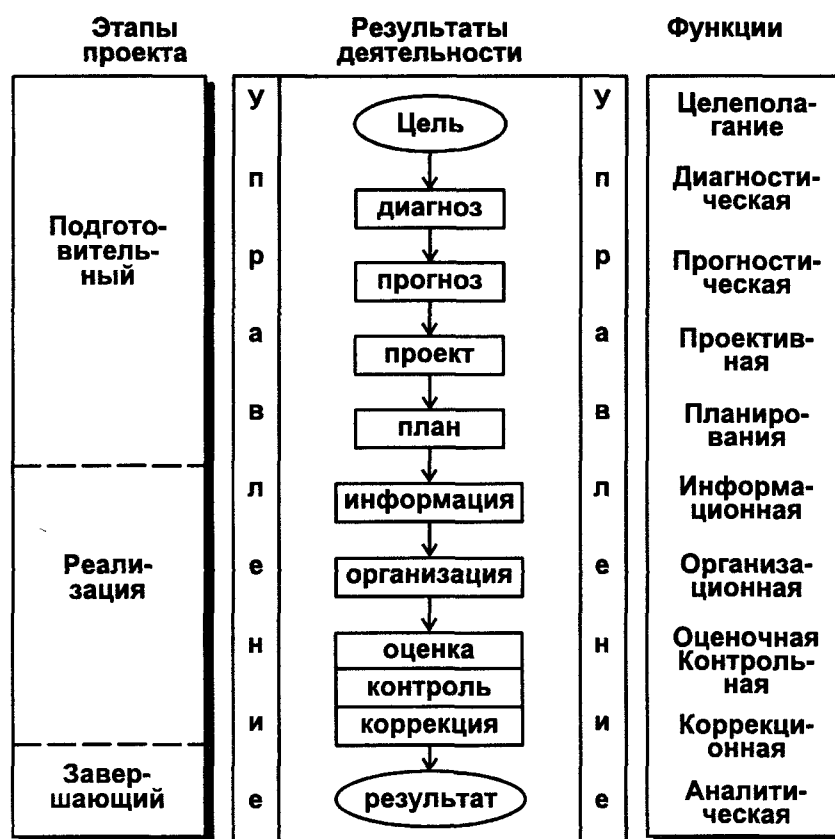 Этапы
проекта
Результаты
деятельности
Функции
Подгото-
витель-
ный
Реали-
зация
Завер-
шающий
У
п
р
а
в
л
е
н
и
е
Цель
диагноз
прогноз
проект
план
информация
организация
оценка
контроль
коррекция
результат
У
п
р
а
в
л
е
н
и
е
Целепола-
гание
Диагности-
ческая
Прогности-
ческая
Проектив-
ная
Планиро-
вания
Информа-
ционная
Организа-
ционная
Оценочная
Контроль-
ная
Коррекци-
онная
Аналити-
ческая